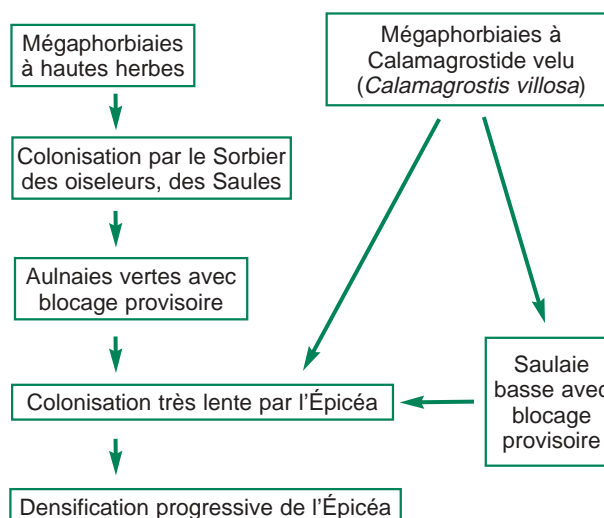 Mégaphorbiaies
à hautes herbes
Mégaphorbiaies à
Calamagrostide velu
(Calamagrostis villosa)
Colonisation par le Sorbier
des oiseleurs, des Saules
Aulnaies vertes avec
blocage provisoire
Saulaie
basse avec
blocage
provisoire
Colonisation très lente par l’Épicéa
Densification progressive de l’Épicéa